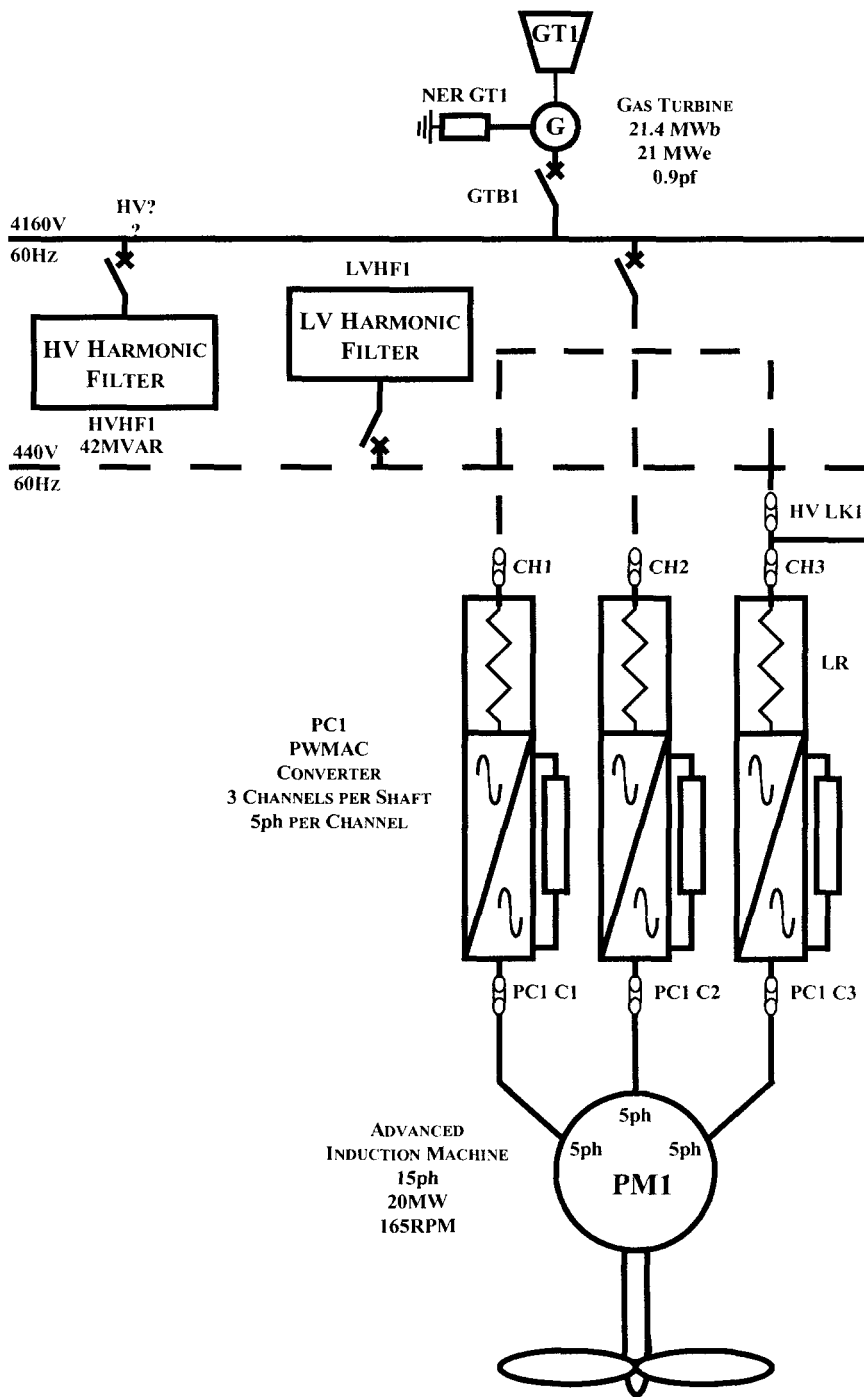 GT1
NER GT1
G
GAS TURBINE
21.4 MWb
21 MWe
0.9pf
GTB1
HV?
?
4160V
60Hz
LVHF1
LV HARMONIC
FILTER
HV HARMONIC
FILTER
HVHF1
42MVAR
440V
60Hz
HV LK1
CH1
CH2
CH3
LR
PC1
PWMAC
CONVERTER
3 CHANNELS PER SHAFT
5ph PER CHANNEL
PC1 C1
PC1 C2
PC1 C3
5ph
5ph
5ph
PM1
ADVANCED
INDUCTION MACHINE
15ph
20MW
165RPM